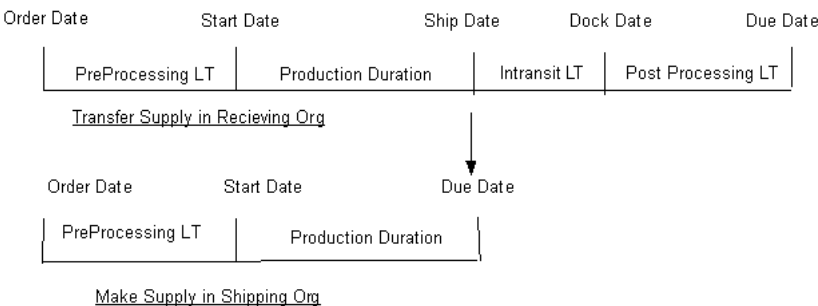 Order Date Start Date Ship Date Dock Date Due Date
PreProcessing LT Production Duration Intransit LT Post Processing LT
Transfer Supply in Recieving Org
Order Date Start Date Due Date
PreProcessing LT Production Duration
Make Supply in Shipping Org